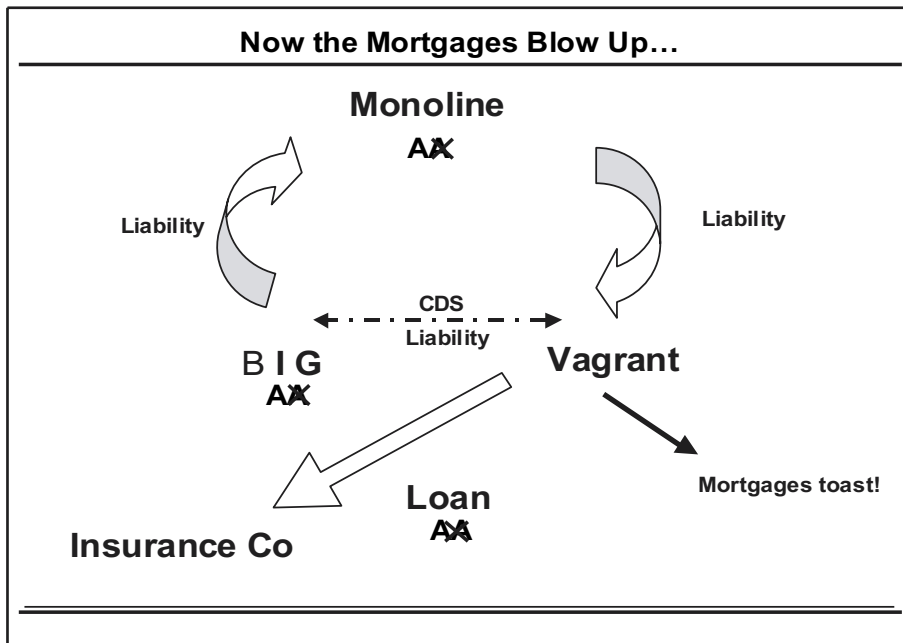 Now the Mortgages Blow Up…
Monoline
AA
Liability
Liability
CDS
Liability
B I G
AA
Vagrant
Mortgages toast!
Loan
AA
Insurance Co